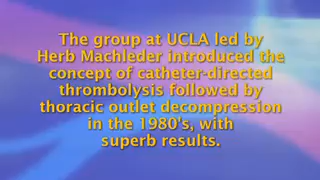 The group at UCLA led by
Herb Machleder introduced the
concept of catheter-directed
thrombolysis followed by
thoracic outlet decompression
in the 1980's, with
superb results.